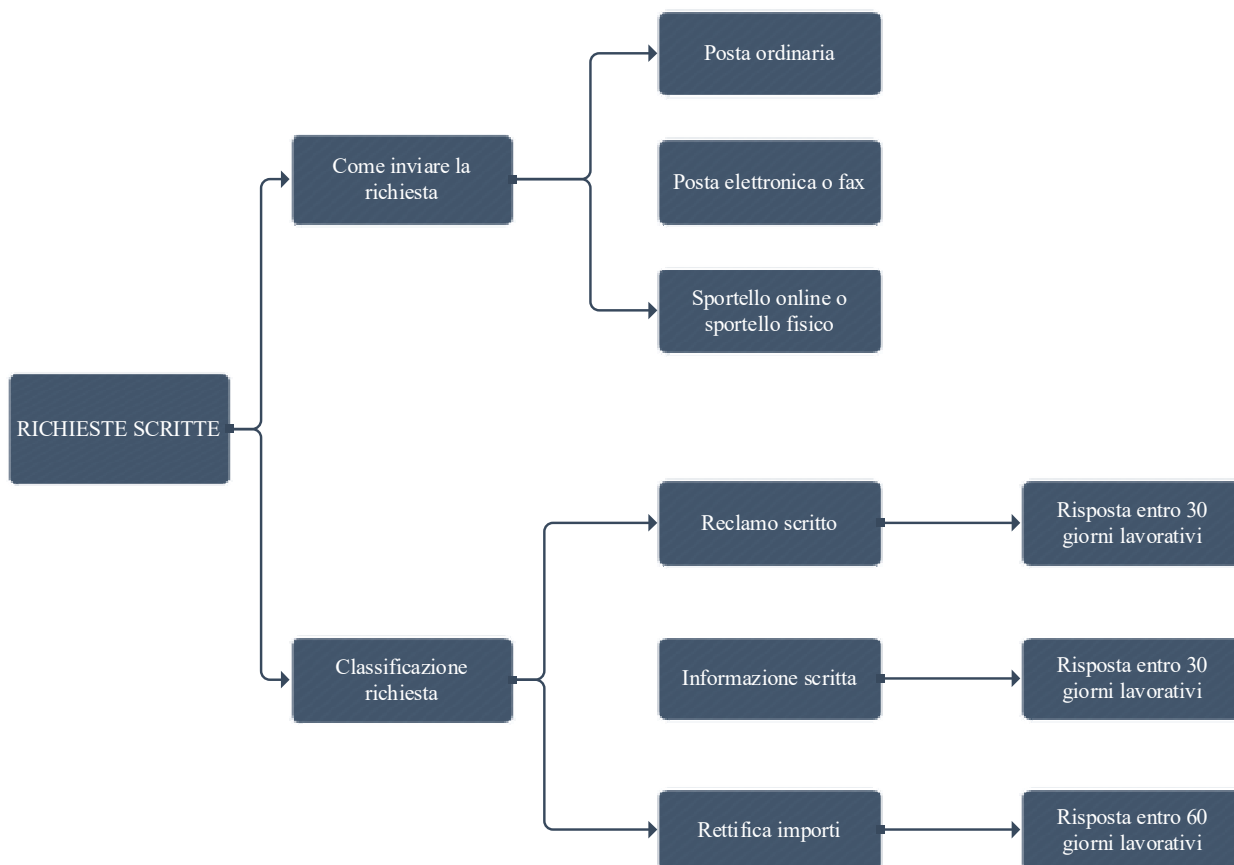 Posta ordinaria
Come inviare la
richiesta
Posta elettronica o fax
Sportello online o
sportello fisico
RICHIESTE SCRITTE
Reclamo scritto
Risposta entro 30
giorni lavorativi
Classificazione
richiesta
Informazione scritta
Risposta entro 30
giorni lavorativi
Rettifica importi
Risposta entro 60
giorni lavorativi